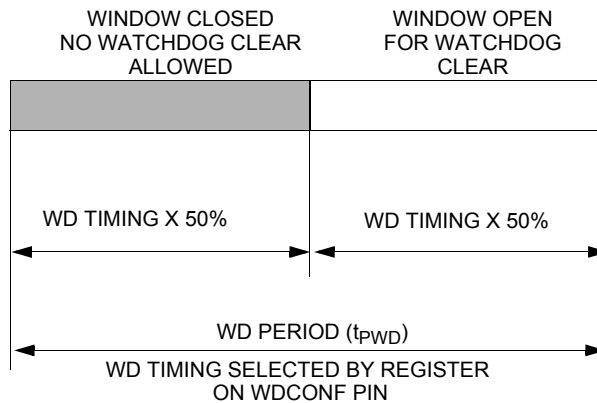 WINDOW CLOSED
NO WATCHDOG CLEAR
ALLOWED
WINDOW OPEN
FOR WATCHDOG
CLEAR
WD TIMING X 50%
WD TIMING X 50%
WD PERIOD (tPWD)
WD TIMING SELECTED BY REGISTER
ON WDCONF PIN